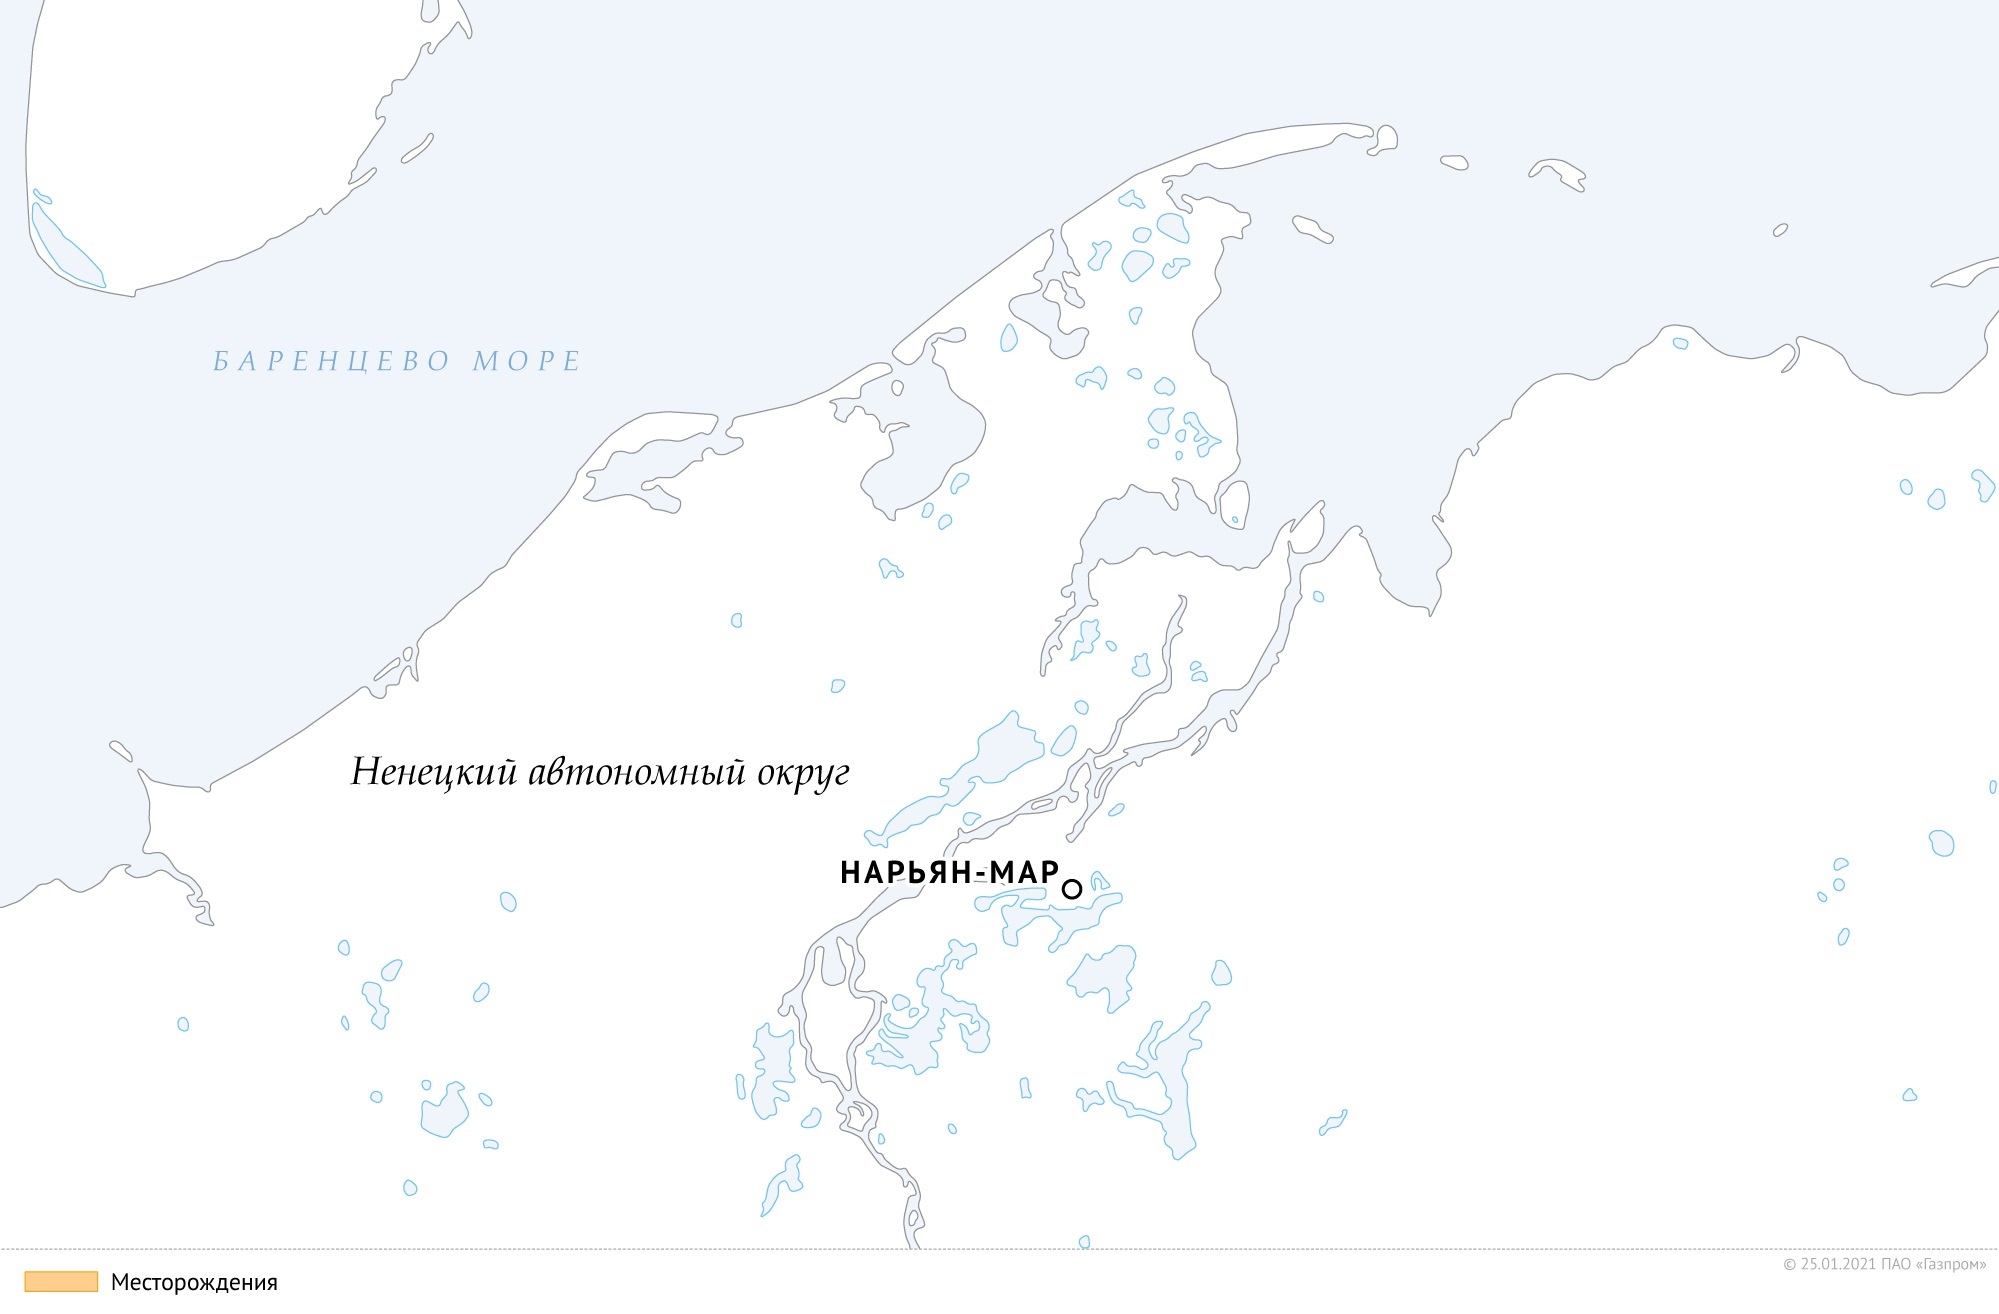 БАРЕНЦЕВО МОРЕ
Ненецкий автономный округ
НАРЬЯН-МАР
© 25.01.2021 ПАО «Газпром»
Месторождения